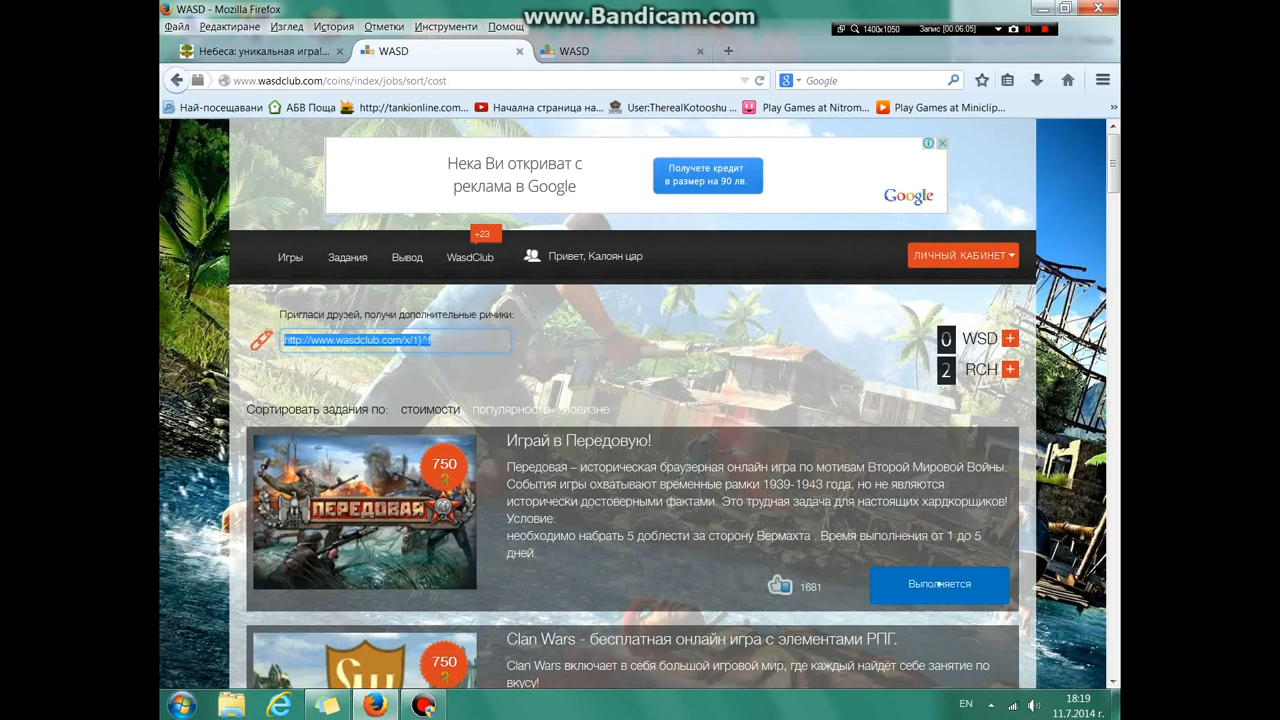 www.Bandicam.com
WASD - Mozilla Firefox
Файл Редактиране Изглед История Отметки Инструменти Помощ
1400x1050 Запис [00:06:05]
Небеса: уникальная игра!...
WASD
WASD
www.wasdclub.com/coins/index/jobs/sort/cost
Google
Най-посещавани АБВ Поща http://tankionline.com... Начална страница на... User:TherealKotooshu ... Play Games at Nitrom... Play Games at Miniclip...
Нека Ви откриват с
реклама в Google
Получете кредит
в размер на 90 лв.
Google
+23
Игры Задания Вывод WasdClub Привет, Калоян цар ЛИЧНЫЙ КАБИНЕТ
Пригласи друзей, получи дополнительные ричики:
0 WSD +
2 RCH +
Сортировать задания по: стоимости популярности новизне
750
ПЕРЕДОВАЯ
Играй в Передовую!
Передовая – историческая браузерная онлайн игра по мотивам Второй Мировой Войны.
События игры охватывают временные рамки 1939-1943 года, но не являются
исторически достоверными фактами. Это трудная задача для настоящих хардкорщиков!
Условие:
необходимо набрать 5 доблести за сторону Вермахта . Время выполнения от 1 до 5
дней.
1681
Выполняется
750
Clan Wars - бесплатная онлайн игра с элементами РПГ.
Clan Wars включает в себя большой игровой мир, где каждый найдёт себе занятие по
вкусу!
EN
18:19
11.7.2014 г.